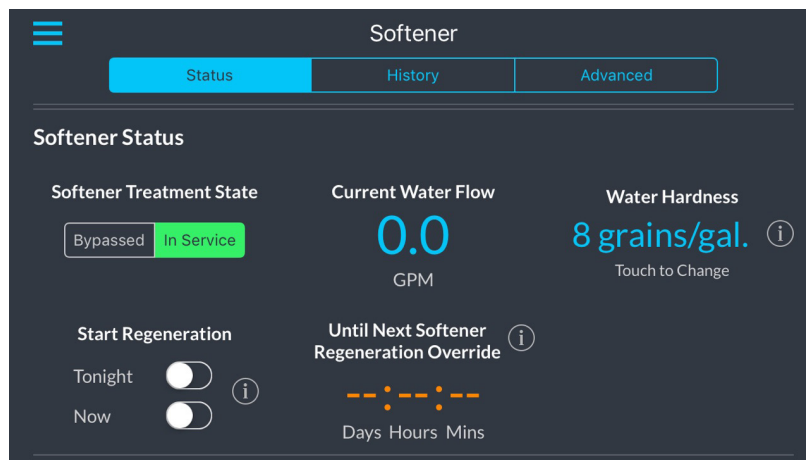 Softener
Status
History
Advanced
Softener Status
Softener Treatment State
Bypassed
In Service
Current Water Flow
0.0
GPM
Water Hardness
8 grains/gal.
i
Touch to Change
Start Regeneration
Tonight
Now
i
Until Next Softener
Regeneration Override
i
--:--:--
Days Hours Mins